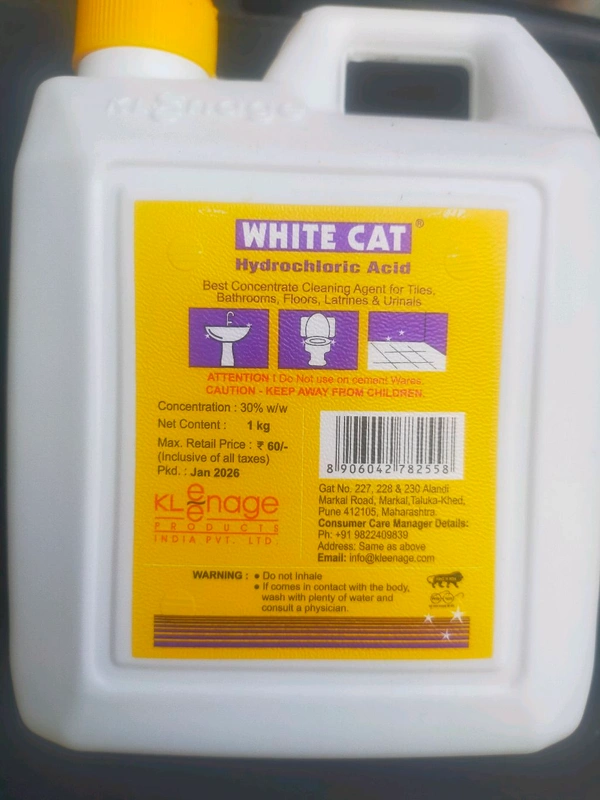 Kleenage
WHITE CAT®
Hydrochloric Acid
Best Concentrate Cleaning Agent for Tiles,
Bathrooms, Floors, Latrines & Urinals
ATTENTION ! Do Not use on cement Wares.
CAUTION - KEEP AWAY FROM CHILDREN.
Concentration : 30% w/w
Net Content : 1 kg
Max. Retail Price : ₹ 60/-
(Inclusive of all taxes)
Pkd. : Jan 2026
8 906042 782558
KLeenage
PRODUCTS
INDIA PVT. LTD.
Gat No. 227, 228 & 230 Alandi
Markal Road, Markal,Taluka-Khed,
Pune 412105, Maharashtra.
Consumer Care Manager Details:
Ph: +91 9822409839
Address: Same as above
Email: info@kleenage.com
WARNING : • Do not Inhale
• If comes in contact with the body,
wash with plenty of water and
consult a physician.